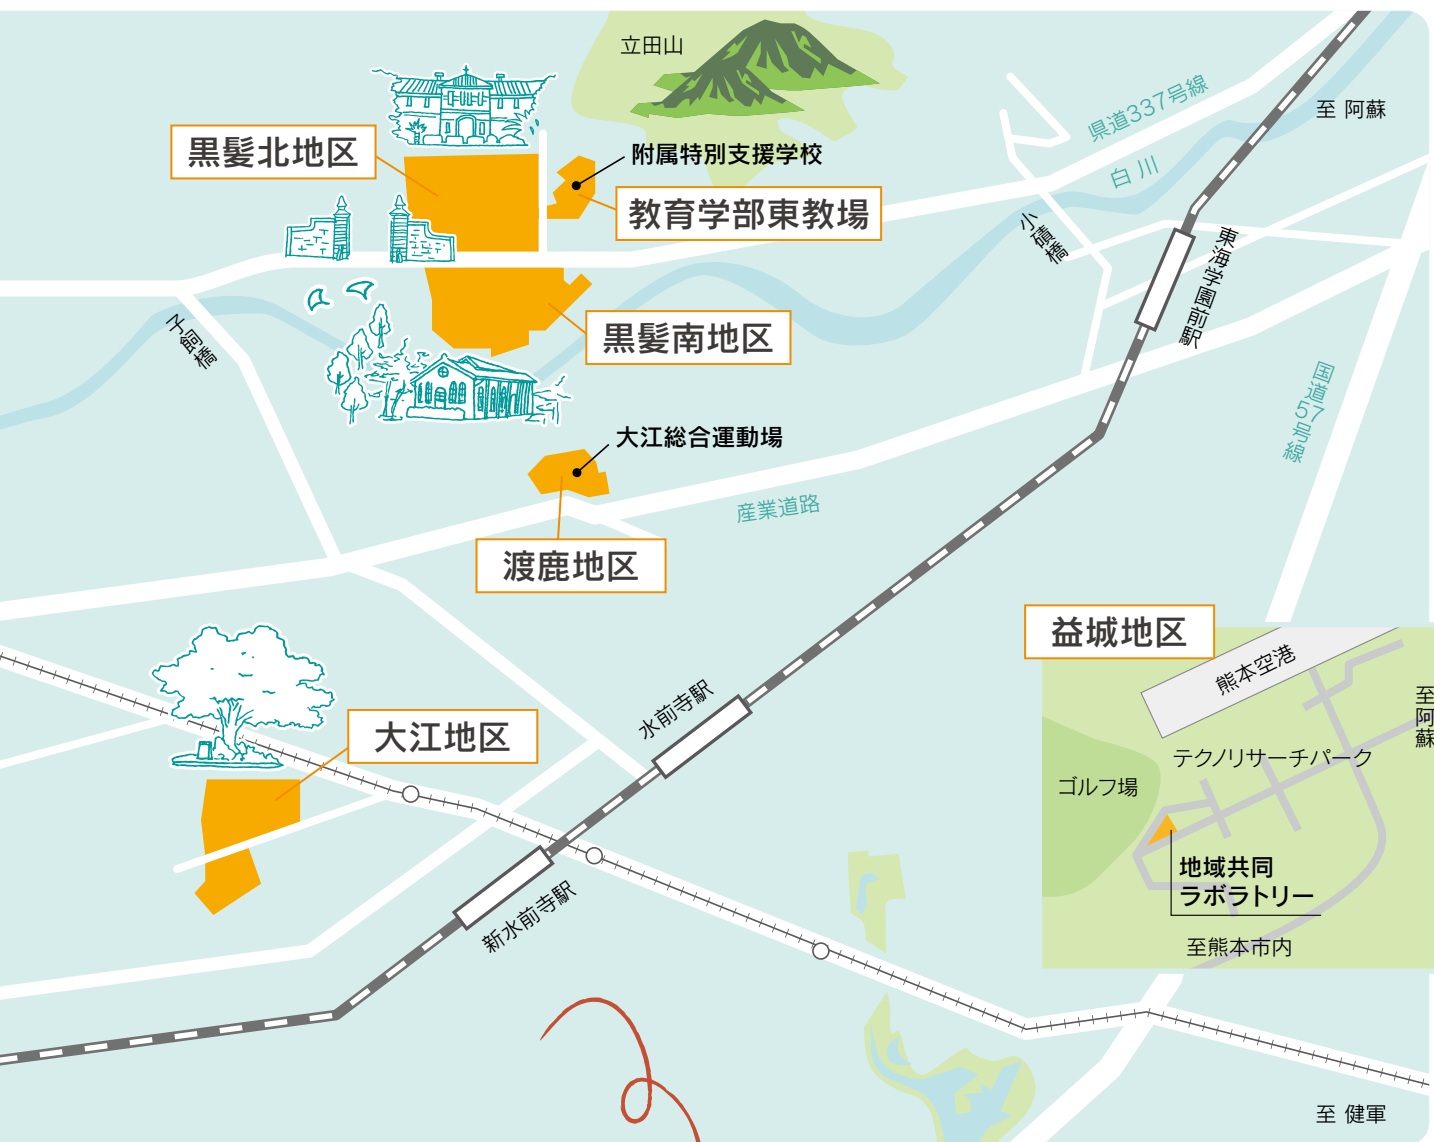 立田山
至 阿蘇
県道337号線
黒髪北地区
附属特別支援学校
白川
教育学部東教場
小磧橋
東海学園前駅
子飼橋
黒髪南地区
国道57号線
大江総合運動場
産業道路
渡鹿地区
益城地区
熊本空港
水前寺駅
至阿蘇
大江地区
テクノリサーチパーク
ゴルフ場
地域共同
ラボラトリー
新水前寺駅
至熊本市内
至 健軍